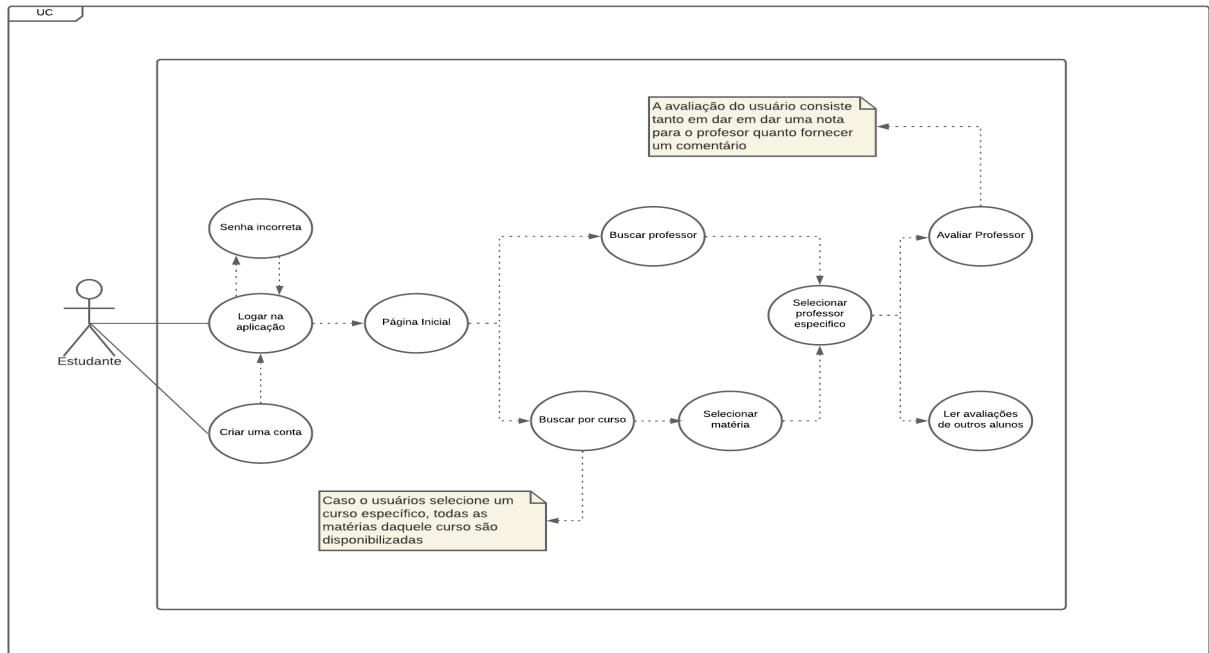 UC
A avaliação do usuário consiste
tanto em dar em dar uma nota
para o profesor quanto fornecer
um comentário
Senha incorreta
Buscar professor
Avaliar Professor
Logar na
aplicação
Página Inicial
Selecionar
professor
especifico
Estudante
Criar uma conta
Buscar por curso
Selecionar
matéria
Ler avaliações
de outros alunos
Caso o usuários selecione um
curso específico, todas as
matérias daquele curso são
disponibilizadas